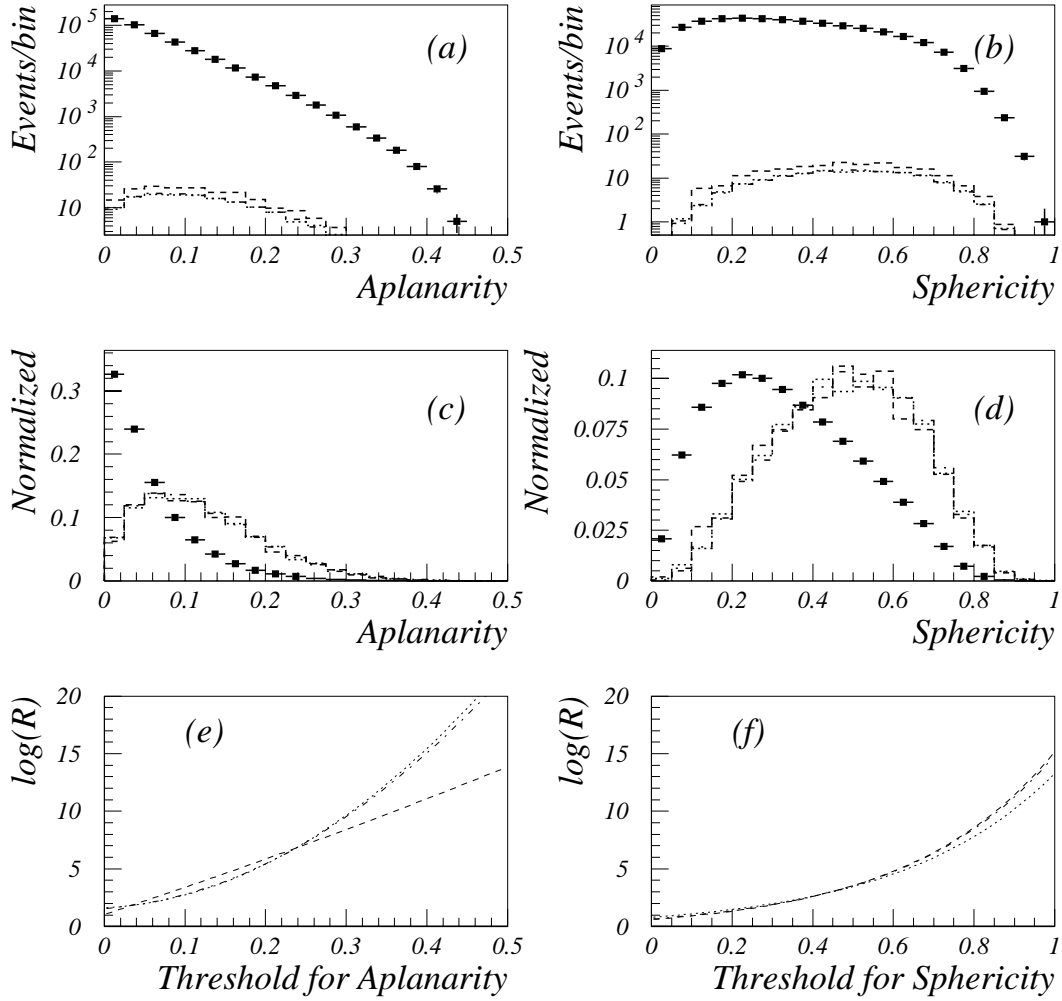 Events/bin
10^5
10^4
10^3
10^2
10
(a)
0 0.1 0.2 0.3 0.4 0.5
Aplanarity
Events/bin
10^4
10^3
10^2
10
1
(b)
0 0.2 0.4 0.6 0.8 1
Sphericity
Normalized
0.3
0.2
0.1
0
(c)
0 0.1 0.2 0.3 0.4 0.5
Aplanarity
Normalized
0.1
0.075
0.05
0.025
0
(d)
0 0.2 0.4 0.6 0.8 1
Sphericity
log(R)
20
15
10
5
0
(e)
0 0.1 0.2 0.3 0.4 0.5
Threshold for Aplanarity
log(R)
20
15
10
5
0
(f)
0 0.2 0.4 0.6 0.8 1
Threshold for Sphericity